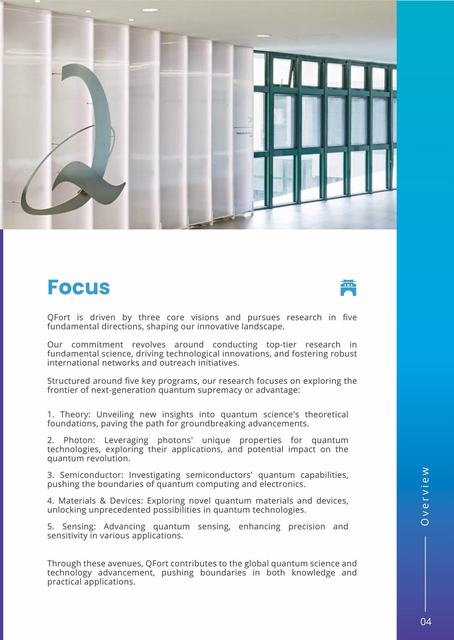 Focus
QFort is driven by three core visions and pursues research in five
fundamental directions, shaping our innovative landscape.
Our commitment revolves around conducting top-tier research in
fundamental science, driving technological innovations, and fostering robust
international networks and outreach initiatives.
Structured around five key programs, our research focuses on exploring the
frontier of next-generation quantum supremacy or advantage:
1. Theory: Unveiling new insights into quantum science's theoretical
foundations, paving the path for groundbreaking advancements.
2. Photon: Leveraging photons' unique properties for quantum
technologies, exploring their applications, and potential impact on the
quantum revolution.
3. Semiconductor: Investigating semiconductors' quantum capabilities,
pushing the boundaries of quantum computing and electronics.
4. Materials & Devices: Exploring novel quantum materials and devices,
unlocking unprecedented possibilities in quantum technologies.
5. Sensing: Advancing quantum sensing, enhancing precision and
sensitivity in various applications.
Through these avenues, QFort contributes to the global quantum science and
technology advancement, pushing boundaries in both knowledge and
practical applications.
Overview
04